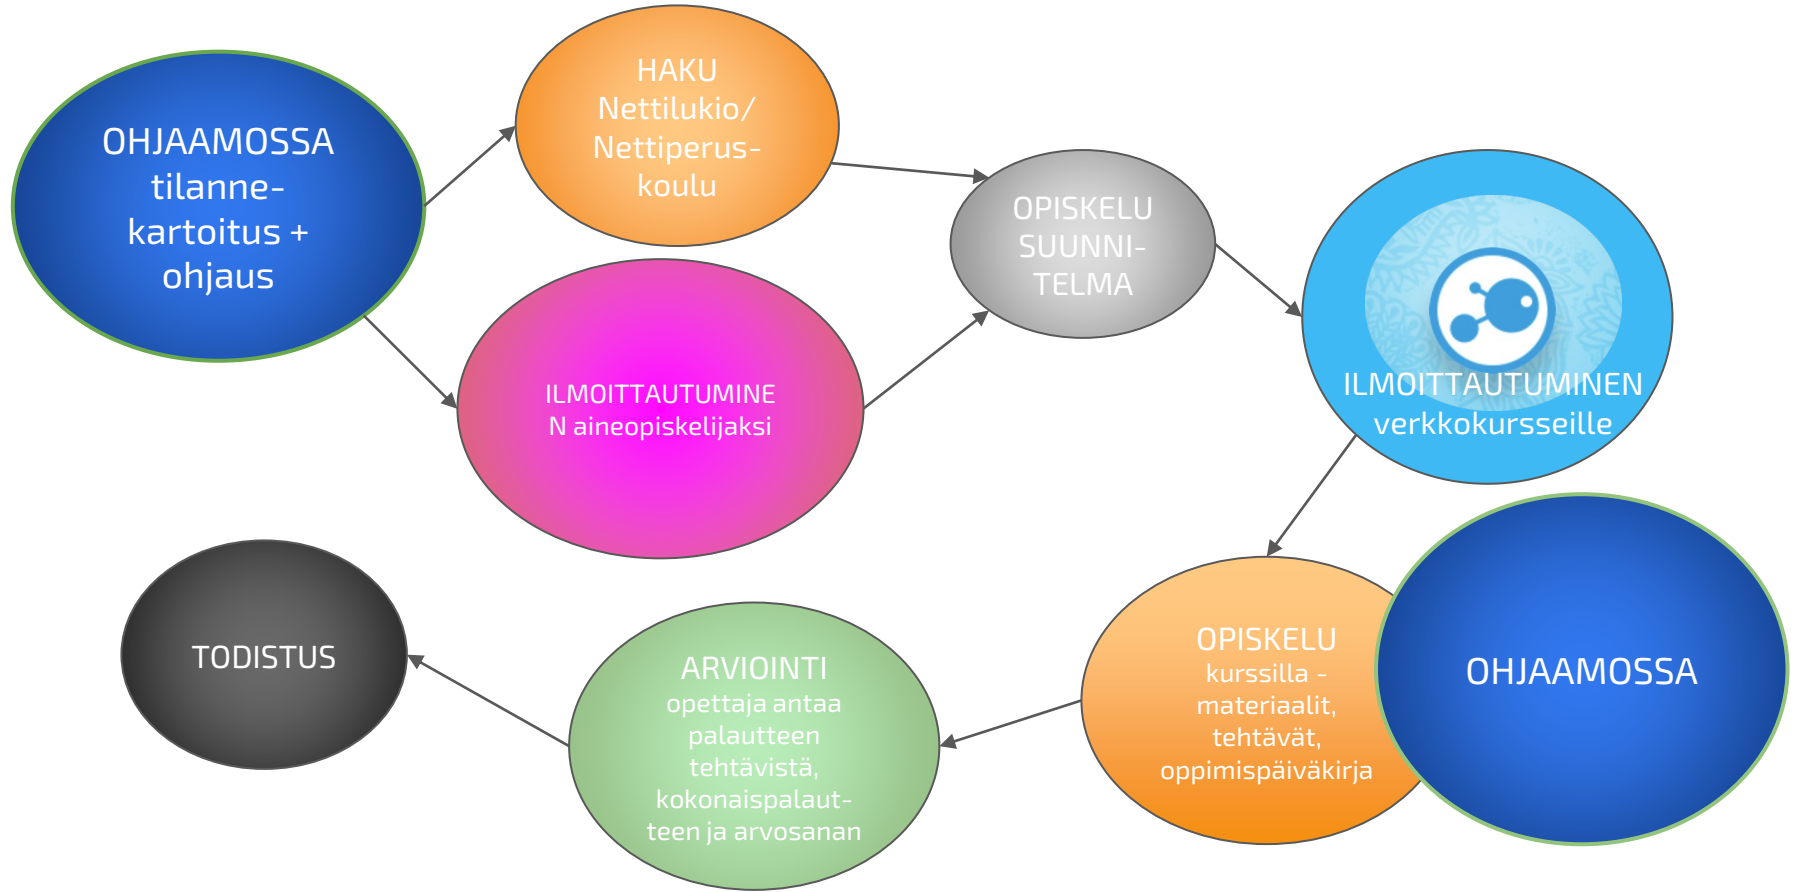 OHJAAMOSSA
tilanne-
kartoitus +
ohjaus
HAKU
Nettilukio/
Nettiperus-
koulu
ILMOITTAUTUMINE
N aineopiskelijaksi
OPISKELU
SUUNNI-
TELMA
ILMOITTAUTUMINEN
verkkokursseille
OPISKELU
kurssilla -
materiaalit,
tehtävät,
oppimispäiväkirja
OHJAAMOSSA
ARVIOINTI
opettaja antaa
palautteen
tehtävistä,
kokonaispalaut-
teen ja arvosanan
TODISTUS